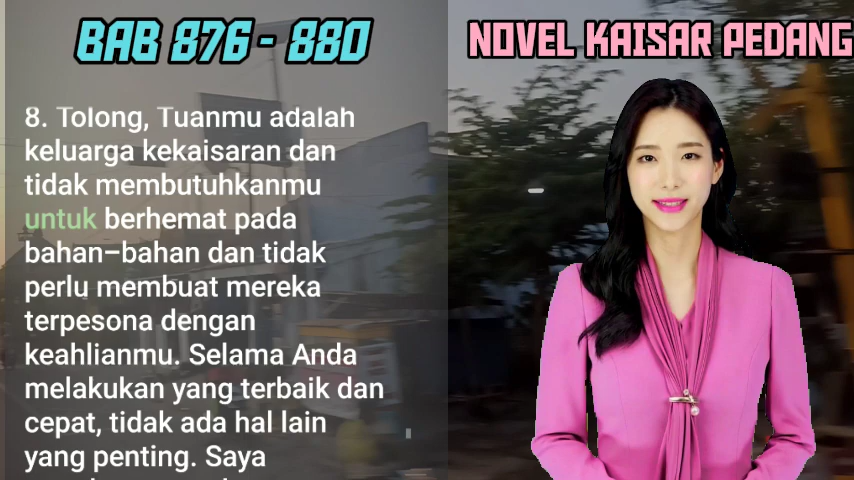 BAB 876 - 880
NOVEL KAISAR PEDANG
8. Tolong, Tuanmu adalah
keluarga kekaisaran dan
tidak membutuhkanmu
untuk berhemat pada
bahan–bahan dan tidak
perlu membuat mereka
terpesona dengan
keahlianmu. Selama Anda
melakukan yang terbaik dan
cepat, tidak ada hal lain
yang penting. Saya